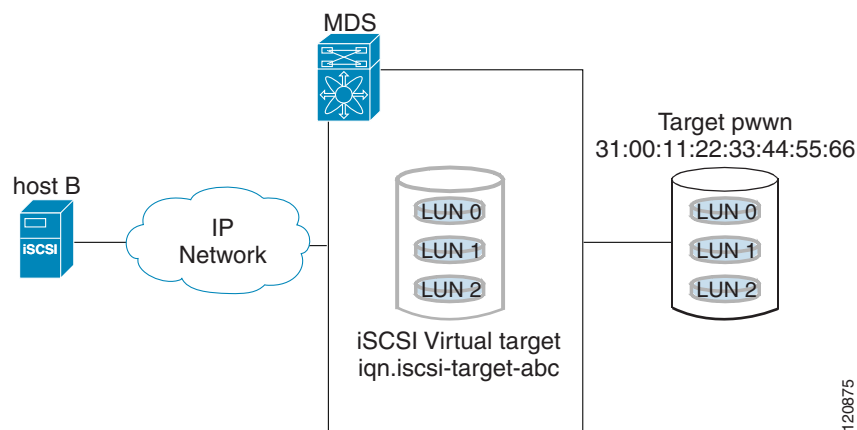 MDS
Target pwwn
31:00:11:22:33:44:55:66
host B
iSCSI
IP
Network
LUN 0
LUN 1
LUN 2
LUN 0
LUN 1
LUN 2
iSCSI Virtual target
iqn.iscsi-target-abc
120875